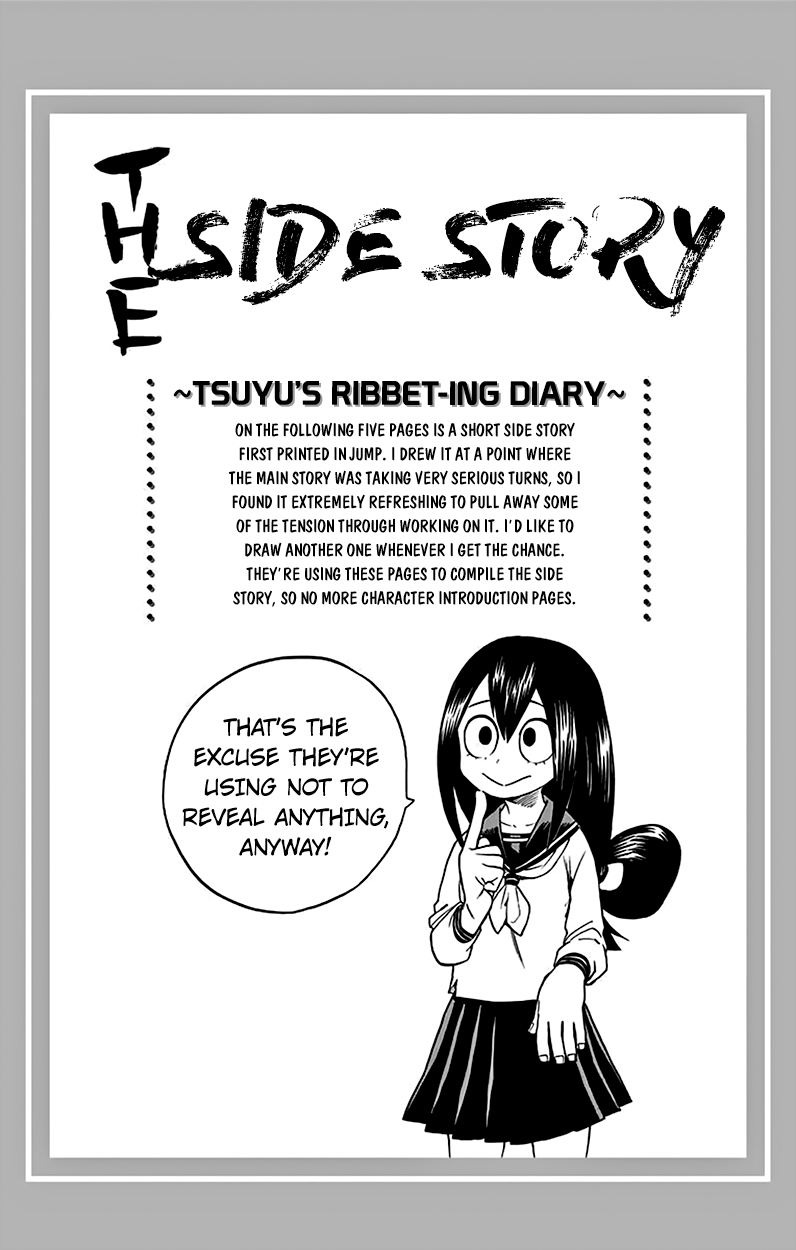 THE SIDE STORY
~TSUYU'S RIBBET-ING DIARY~
ON THE FOLLOWING FIVE PAGES IS A SHORT SIDE STORY
FIRST PRINTED IN JUMP. I DREW IT AT A POINT WHERE
THE MAIN STORY WAS TAKING VERY SERIOUS TURNS, SO I
FOUND IT EXTREMELY REFRESHING TO PULL AWAY SOME
OF THE TENSION THROUGH WORKING ON IT. I'D LIKE TO
DRAW ANOTHER ONE WHENEVER I GET THE CHANCE.
THEY'RE USING THESE PAGES TO COMPILE THE SIDE
STORY, SO NO MORE CHARACTER INTRODUCTION PAGES.
THAT'S THE
EXCUSE THEY'RE
USING NOT TO
REVEAL ANYTHING,
ANYWAY!